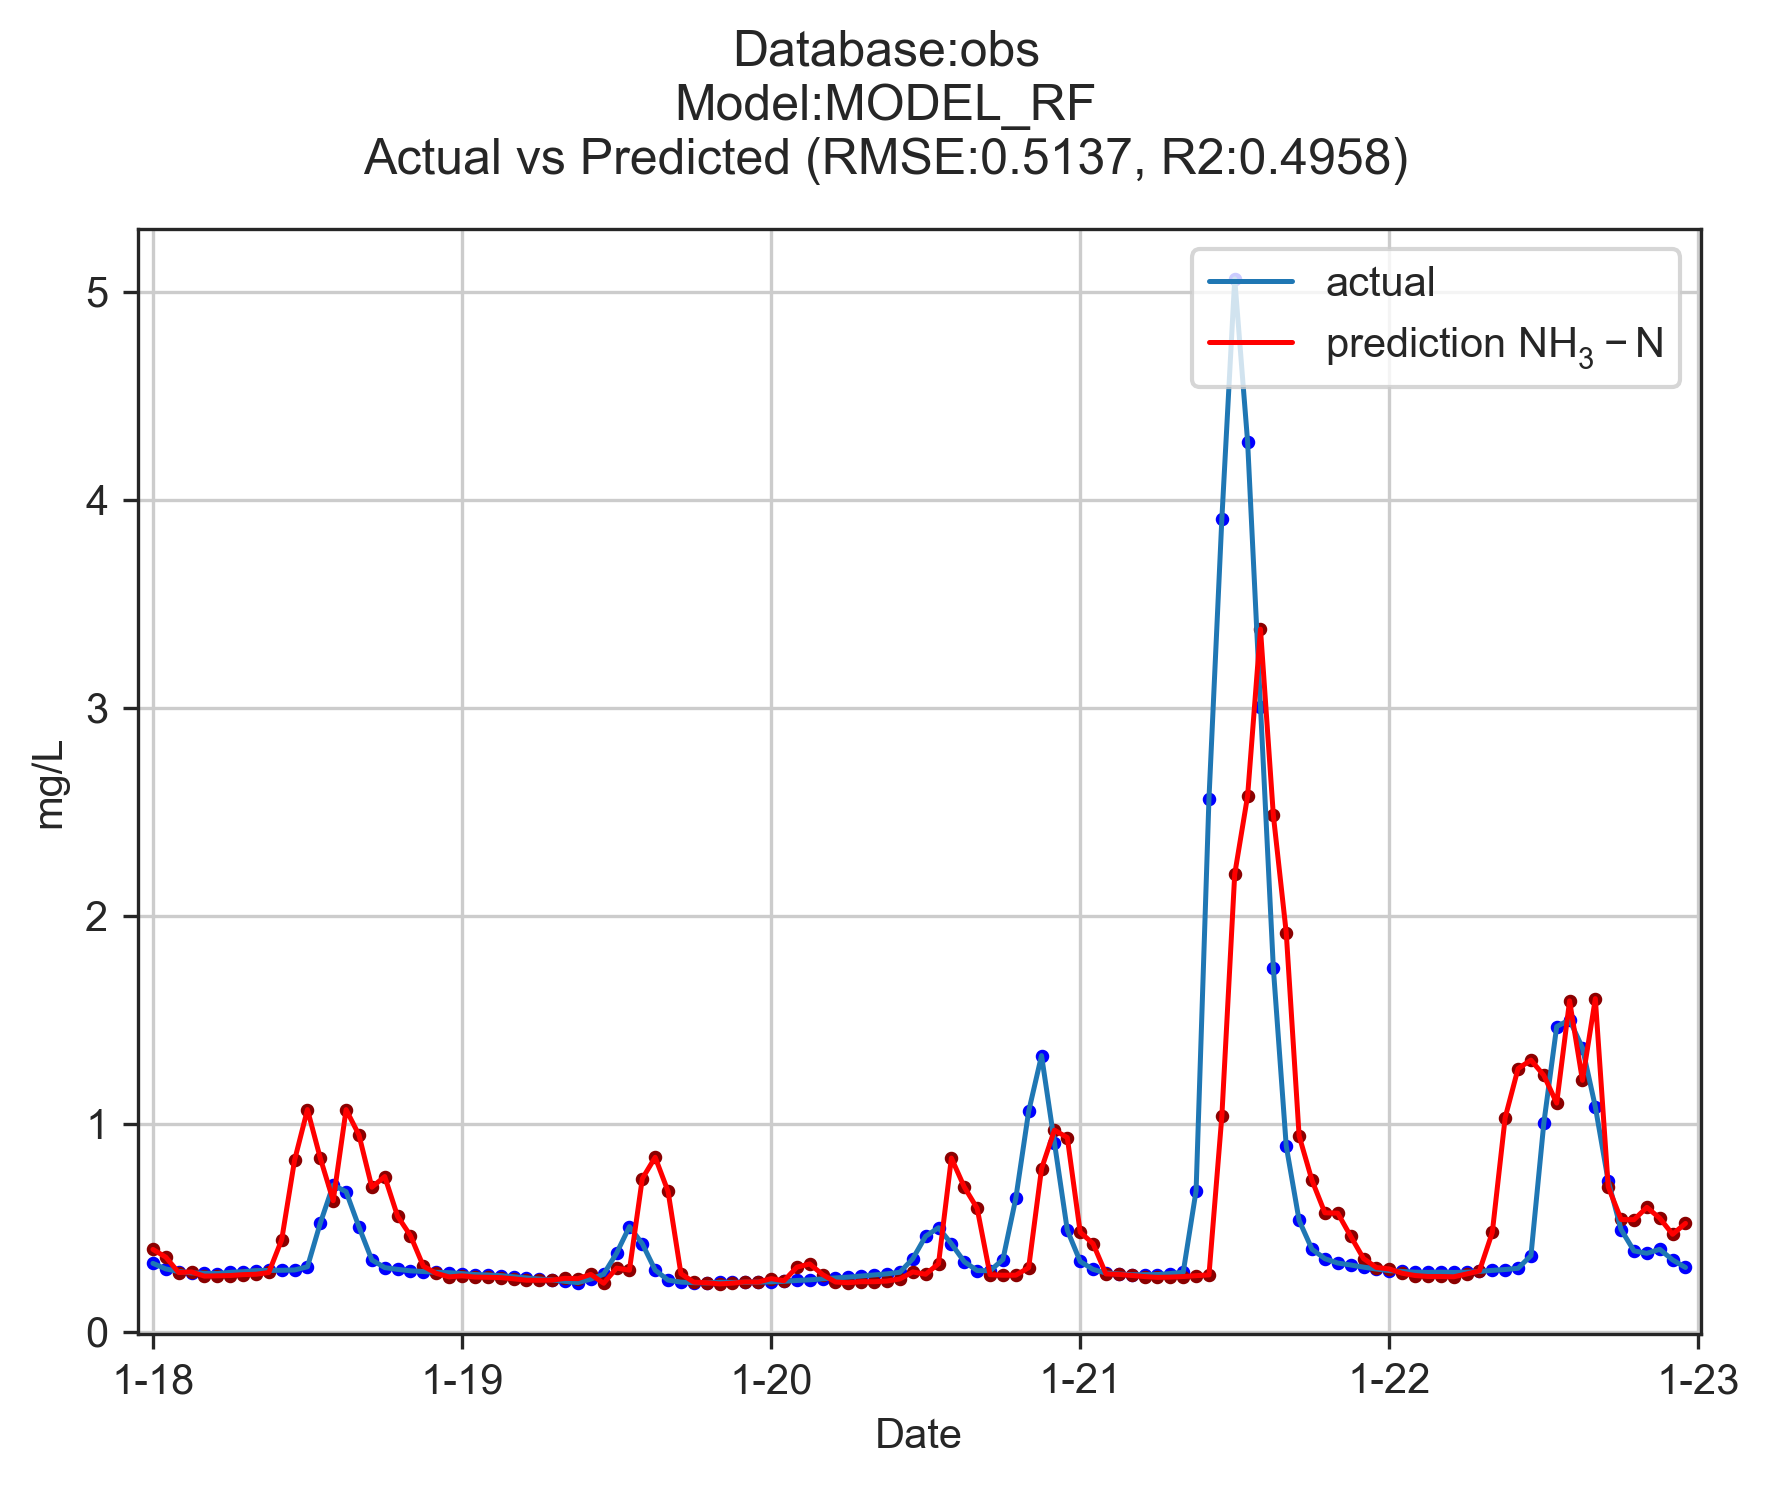 Database:obs
Model:MODEL_RF
Actual vs Predicted (RMSE:0.5137, R2:0.4958)
actual
prediction NH₃ − N
5
4
3
2
1
0
mg/L
1-18 1-19 1-20 1-21 1-22 1-23
Date